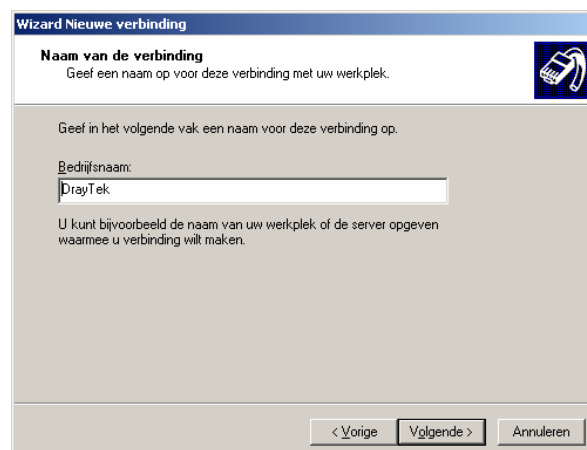 Wizard Nieuwe verbinding
Naam van de verbinding
Geef een naam op voor deze verbinding met uw werkplek.
Geef in het volgende vak een naam voor deze verbinding op.
Bedrijfsnaam:
DrayTek
U kunt bijvoorbeeld de naam van uw werkplek of de server opgeven
waarmee u verbinding wilt maken.
< Vorige Volgende > Annuleren